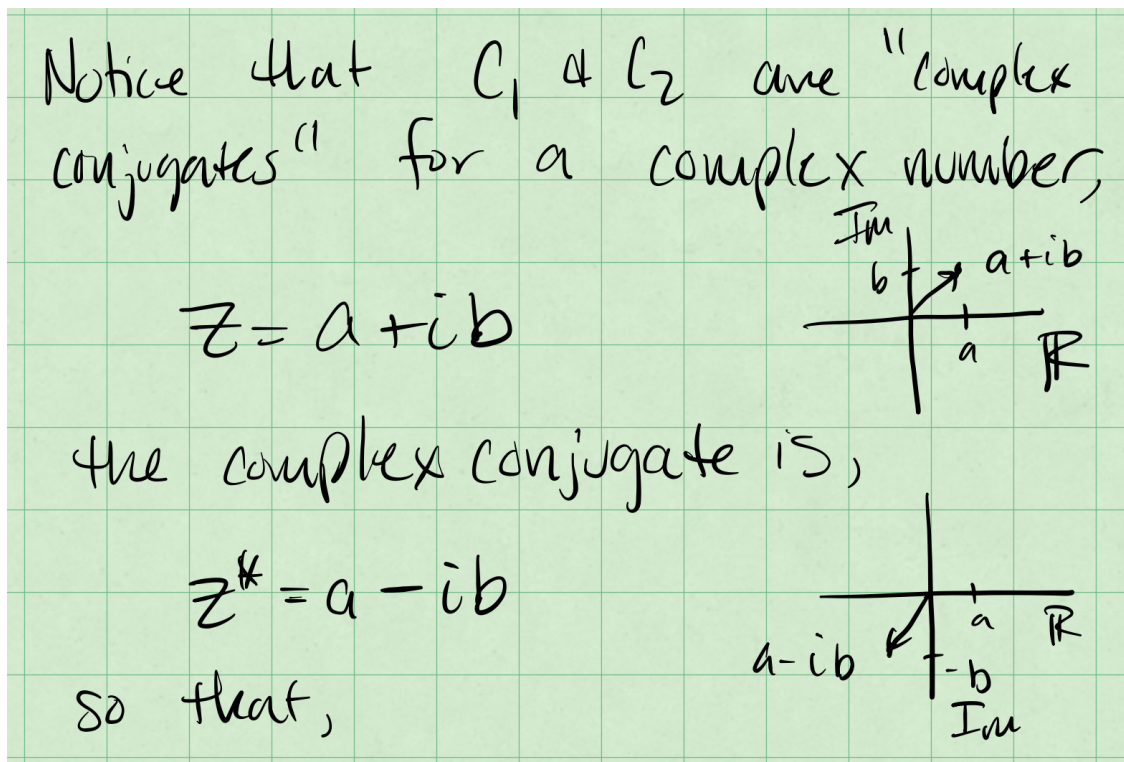 Notice that C₁ & C₂ are "complex
conjugates" for a complex number,
Im
b
a+ib
z = a + ib
a
ℝ
the complex conjugate is,
z* = a - ib
a
ℝ
a-ib
-b
so that,
Im